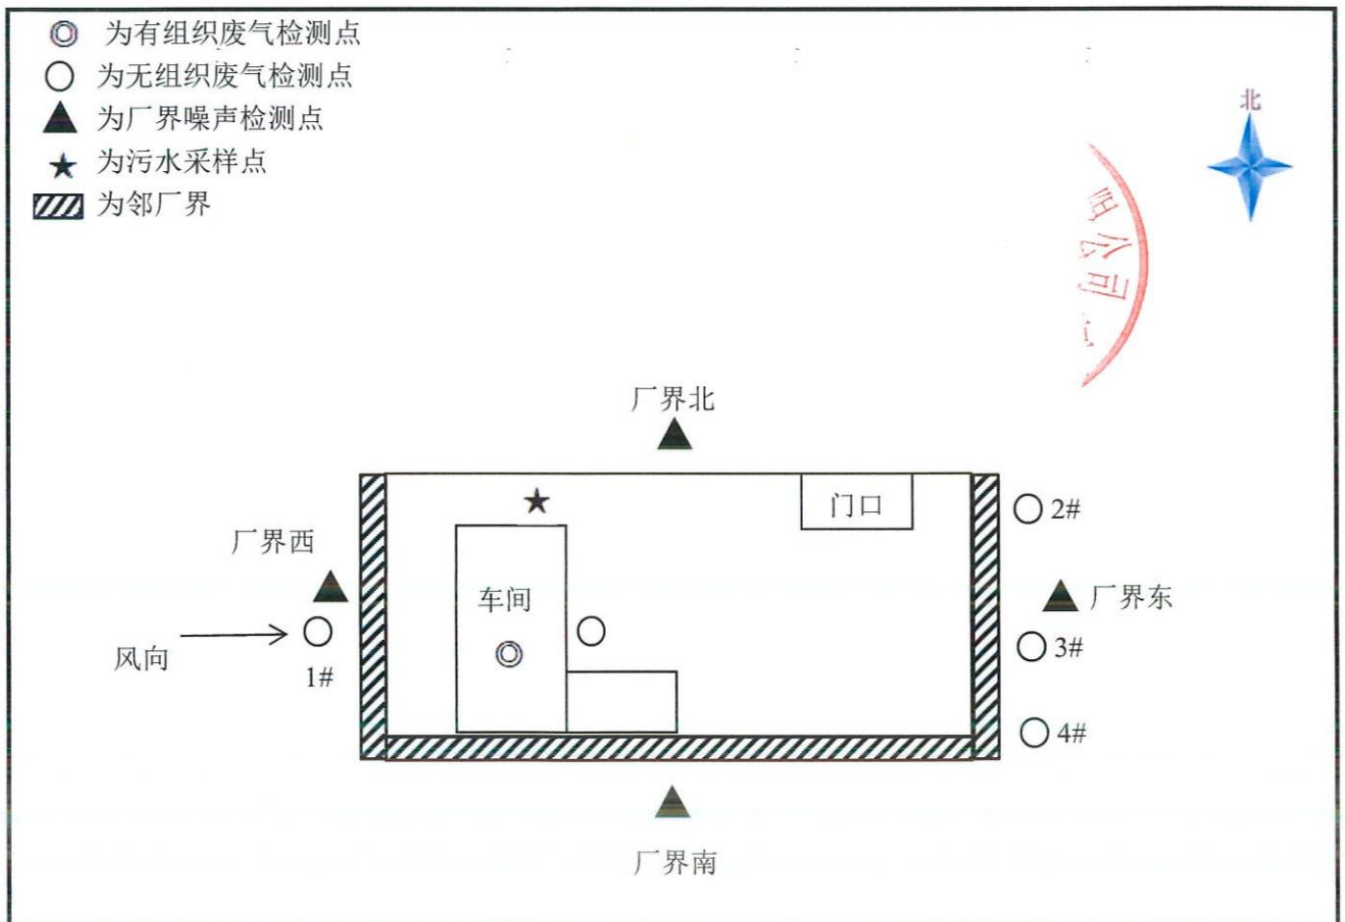 为有组织废气检测点
为无组织废气检测点
为厂界噪声检测点
为污水采样点
为邻厂界
北
公司
厂界北
门口
2#
厂界西
车间
厂界东
风向
1#
3#
4#
厂界南